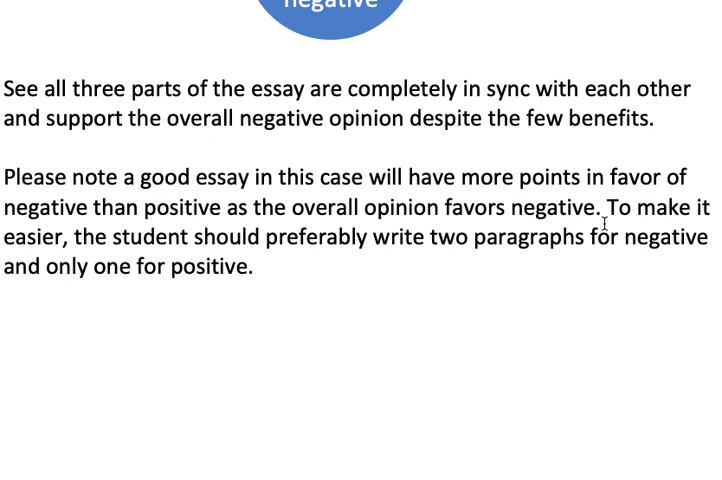 negative
See all three parts of the essay are completely in sync with each other
and support the overall negative opinion despite the few benefits.
Please note a good essay in this case will have more points in favor of
negative than positive as the overall opinion favors negative. To make it
easier, the student should preferably write two paragraphs for negative
and only one for positive.